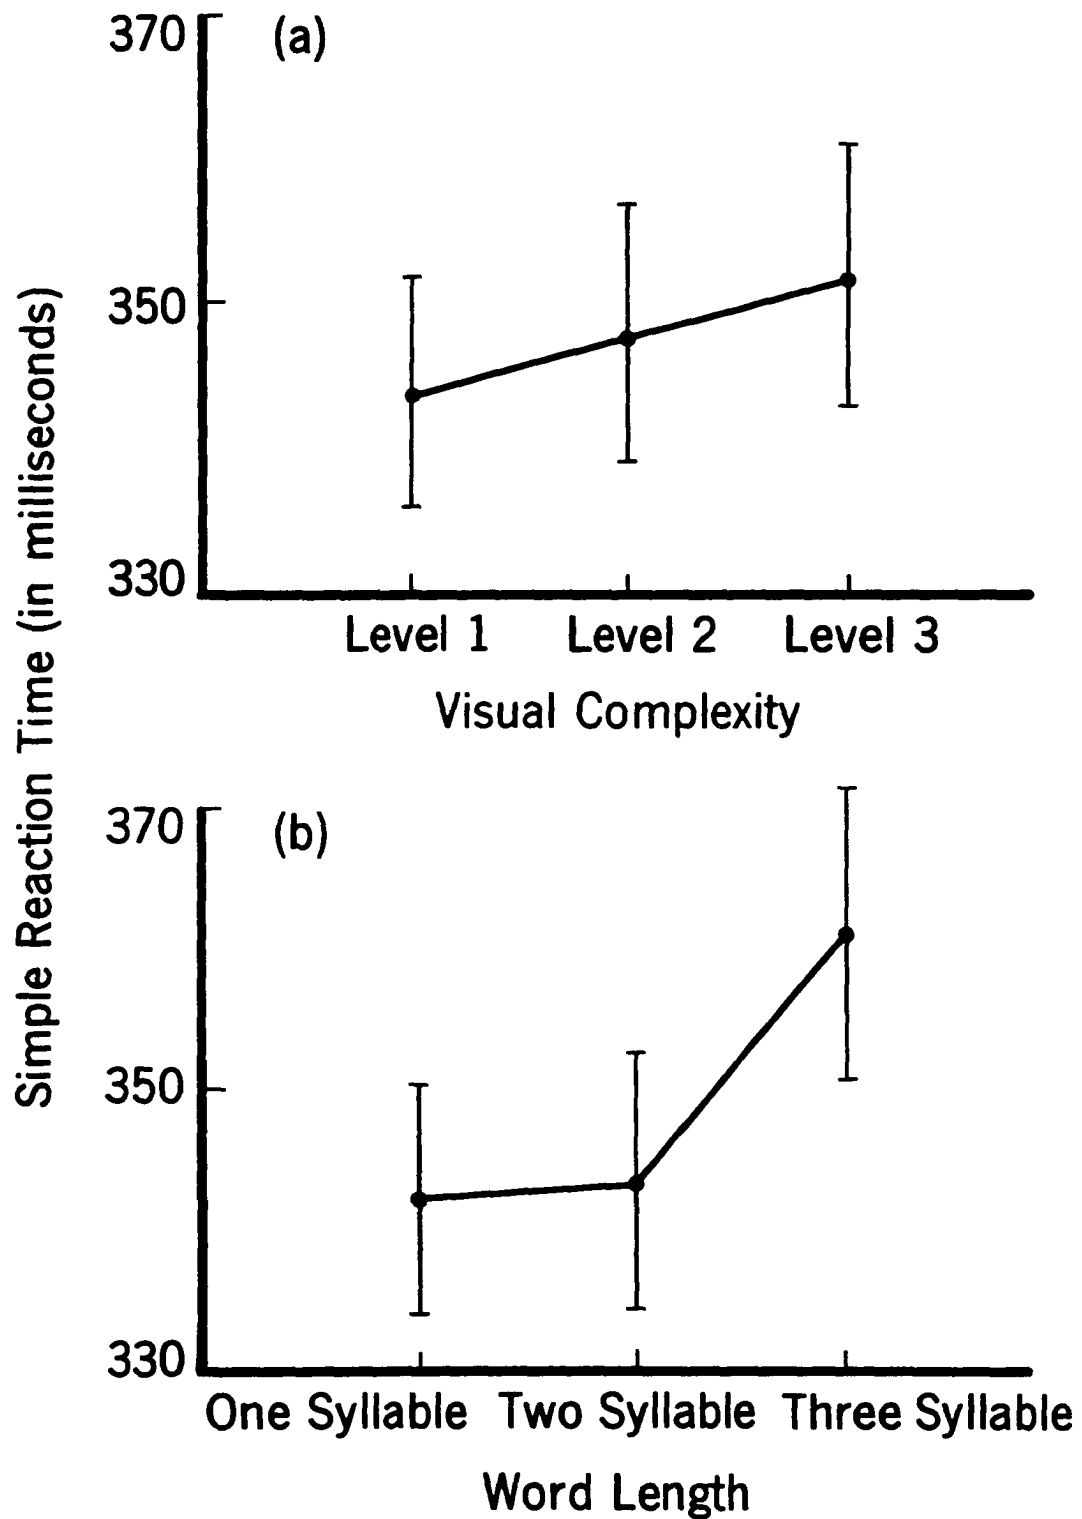 Simple Reaction Time (in milliseconds)
370
(a)
350
330
Level 1 Level 2 Level 3
Visual Complexity
370
(b)
350
330
One Syllable Two Syllable Three Syllable
Word Length